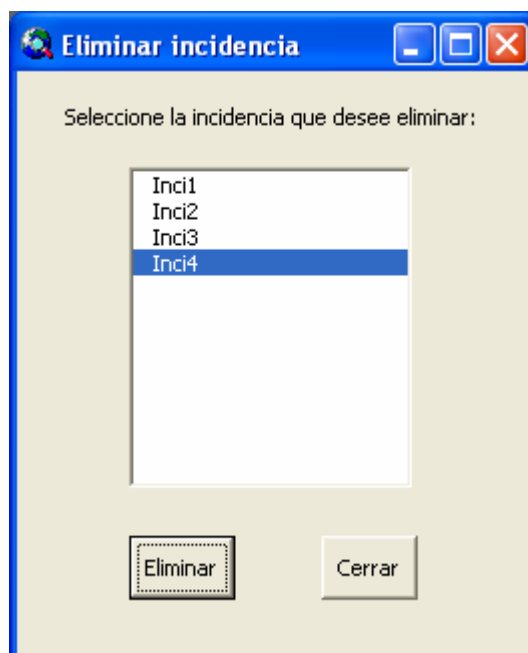 Eliminar incidencia
Seleccione la incidencia que desee eliminar:
Inci1
Inci2
Inci3
Inci4
Eliminar Cerrar